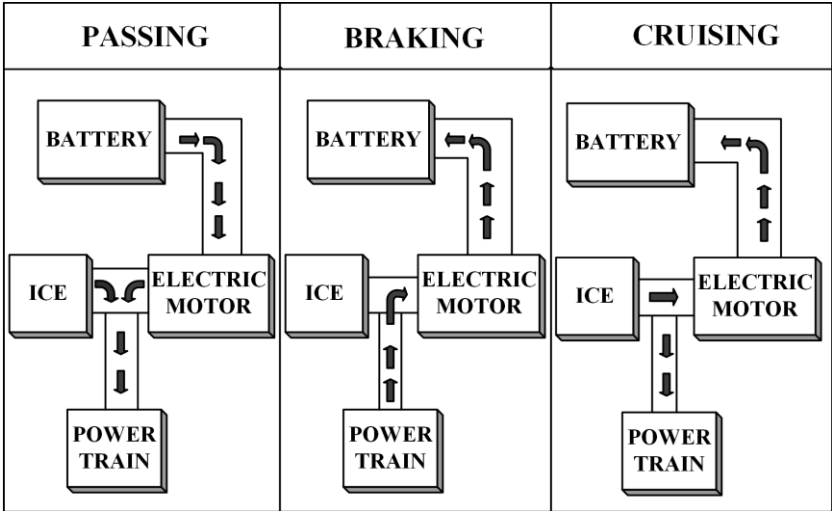 PASSING
BATTERY
ICE
ELECTRIC
MOTOR
POWER
TRAIN
BRAKING
BATTERY
ICE
ELECTRIC
MOTOR
POWER
TRAIN
CRUISING
BATTERY
ICE
ELECTRIC
MOTOR
POWER
TRAIN